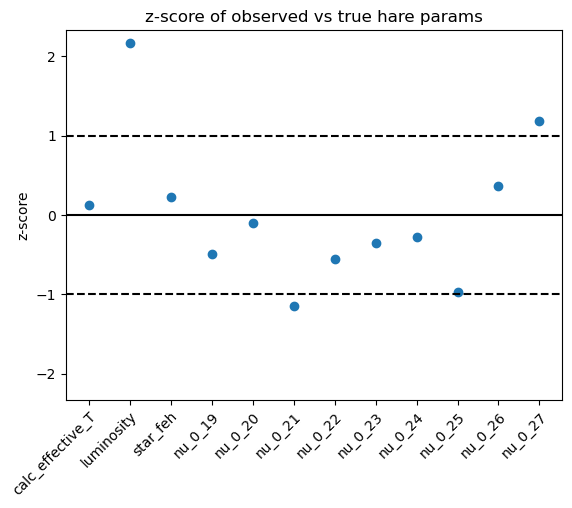 z-score of observed vs true hare params
z-score
2
1
0
−1
−2
calc_effective_T
luminosity
star_feh
nu_0_19
nu_0_20
nu_0_21
nu_0_22
nu_0_23
nu_0_24
nu_0_25
nu_0_26
nu_0_27